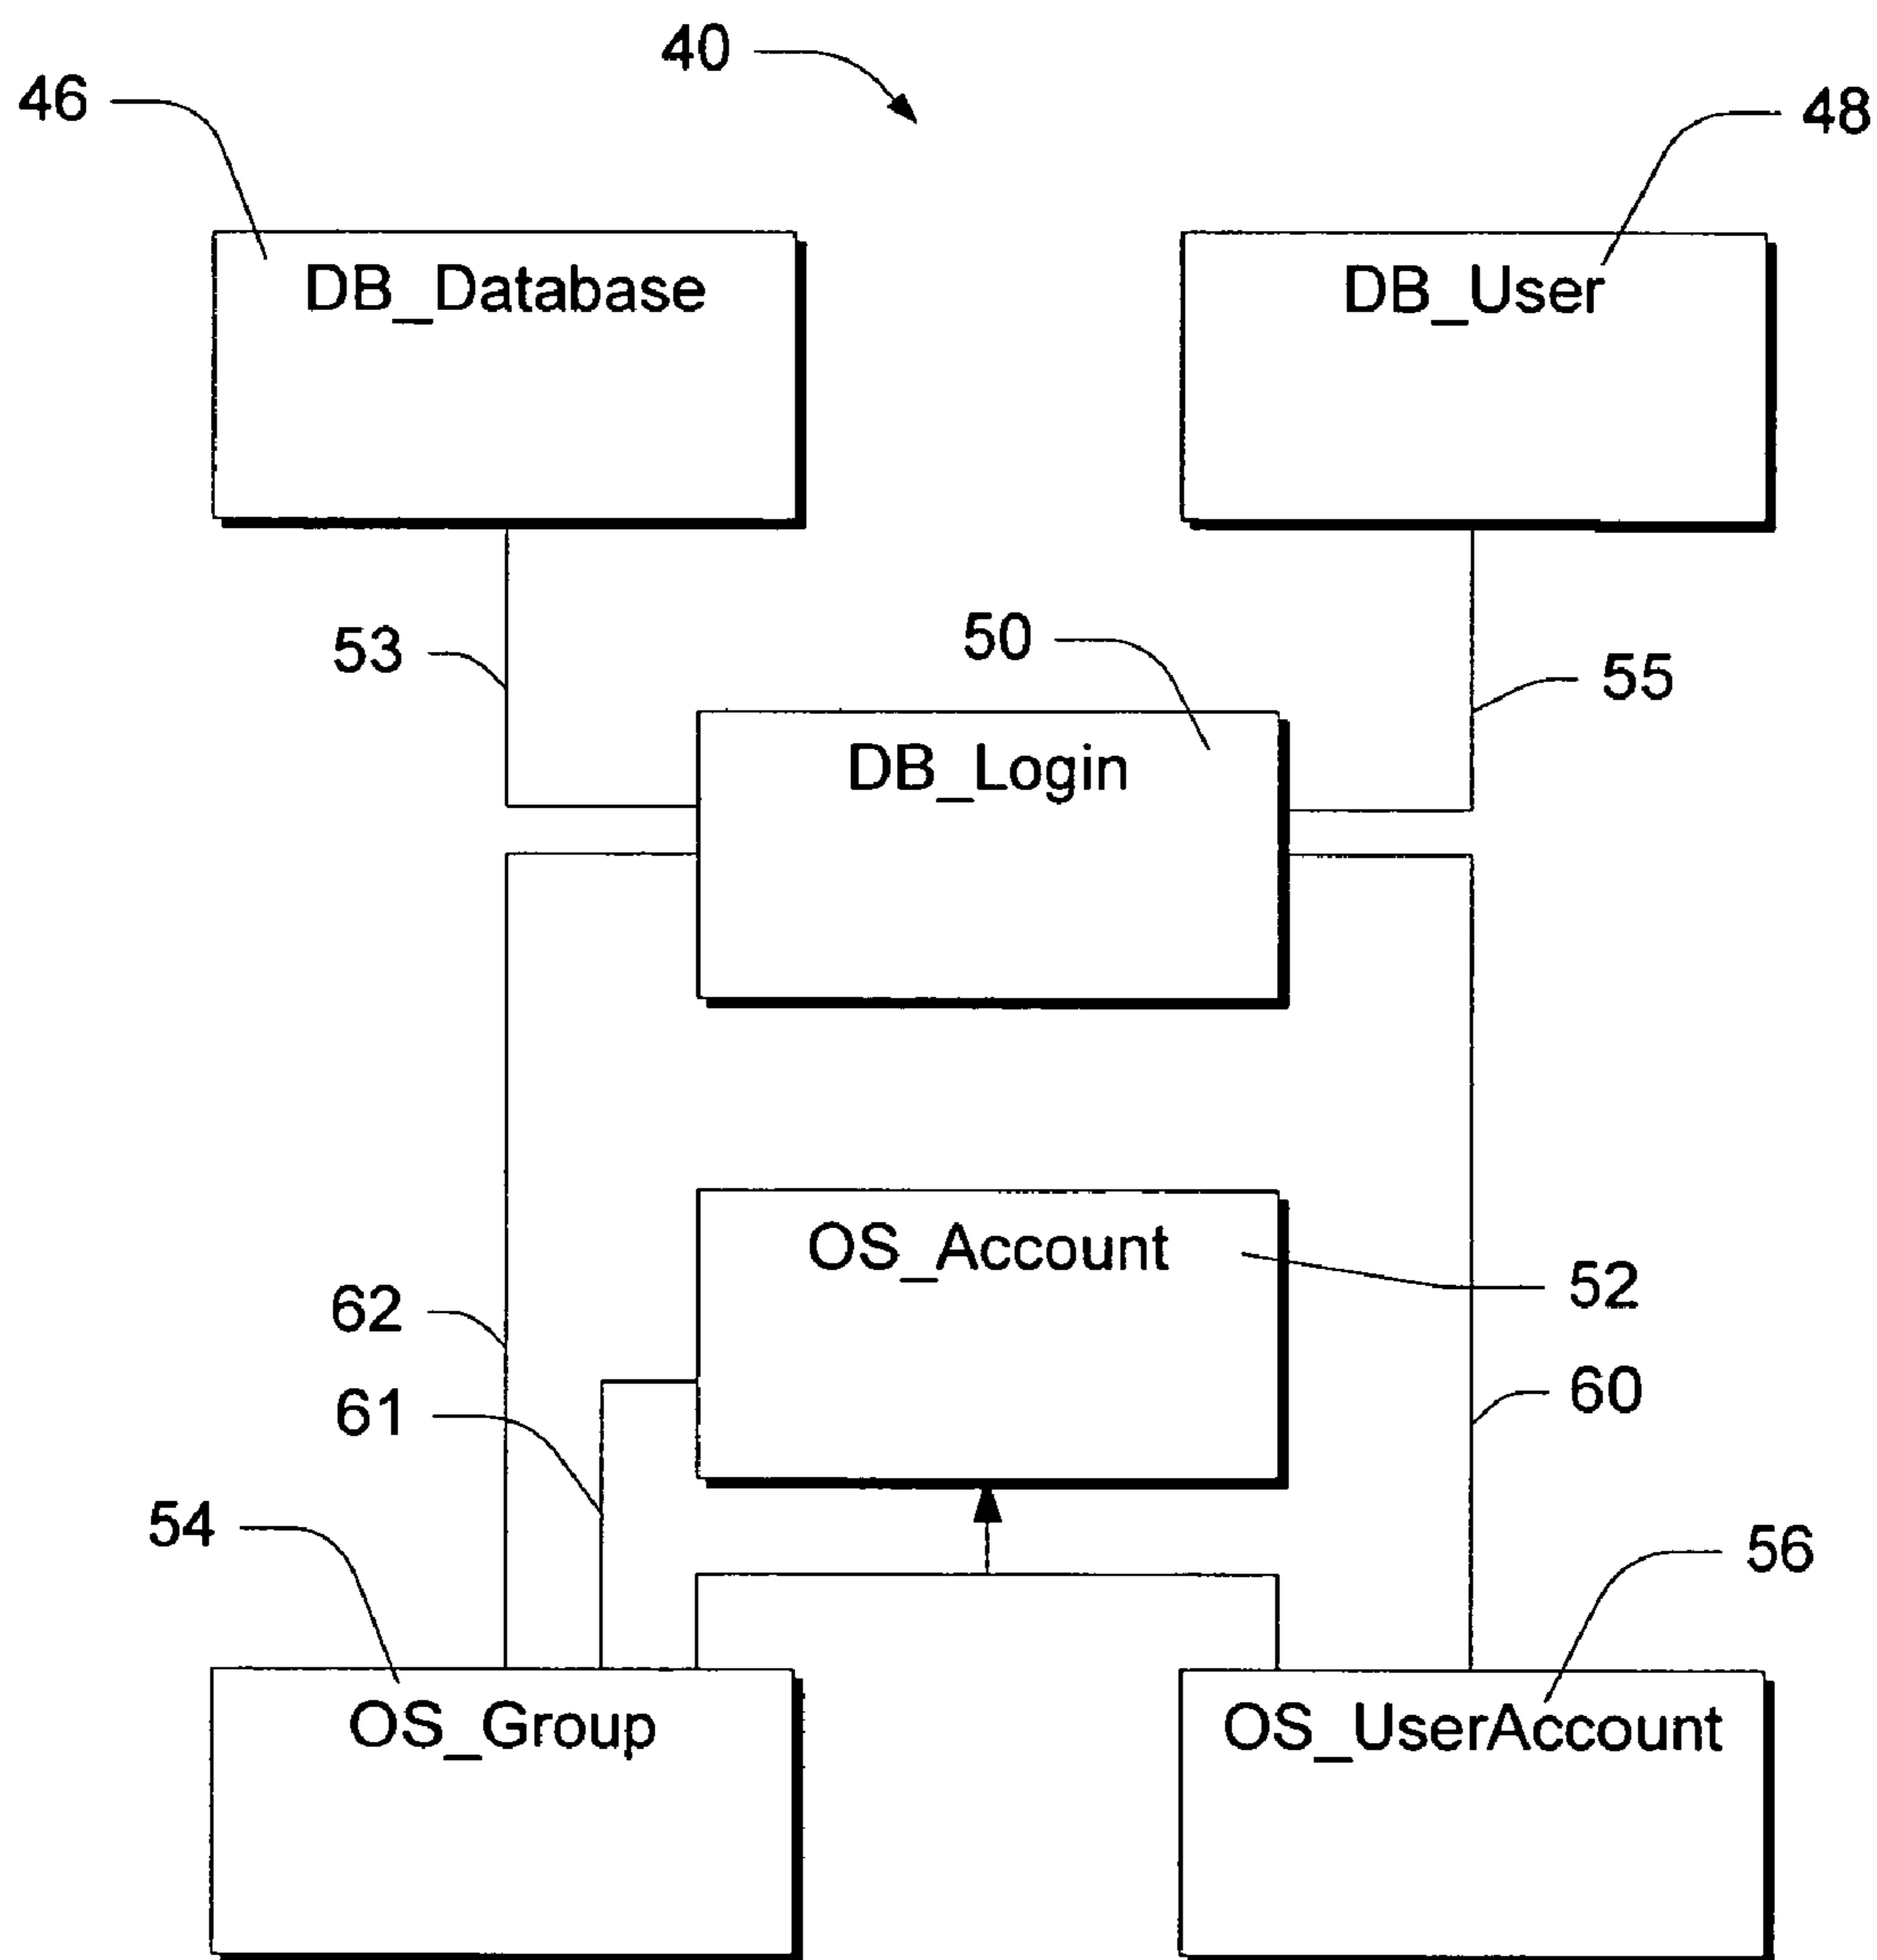 40
46
48
DB_Database
DB_User
53
50
55
DB_Login
OS_Account
52
62
60
61
54
56
OS_Group
OS_UserAccount